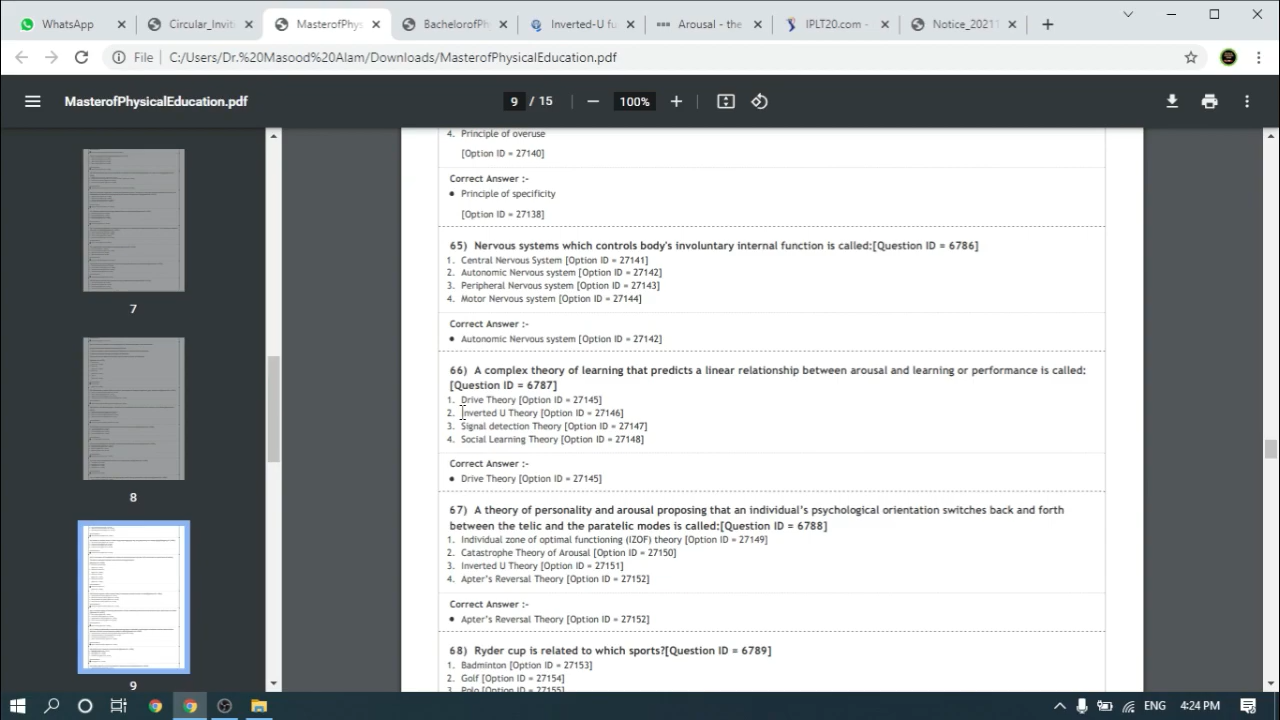 WhatsApp
Circular_Invit
MasterofPhys
BachelorofPh
Inverted-U fu
Arousal - the
IPLT20.com -
Notice_20211
File
C:/Users/Dr.%20Masood%20Alam/Downloads/MasterofPhysicalEducation.pdf
MasterofPhysicalEducation.pdf
9 / 15
100%
7
8
9
4. Principle of overuse
[Option ID = 27140]
Correct Answer :-
• Principle of specificity
[Option ID = 27138]
65) Nervous systems which controls body's involuntary internal function is called:[Question ID = 6786]
1. Central Nervous System [Option ID = 27141]
2. Autonomic Nervous system [Option ID = 27142]
3. Peripheral Nervous system [Option ID = 27143]
4. Motor Nervous system [Option ID = 27144]
Correct Answer :-
• Autonomic Nervous system [Option ID = 27142]
66) A complex theory of learning that predicts a linear relationship between arousal and learning or performance is called:
[Question ID = 6787]
1. Drive Theory [Option ID = 27145]
2. Inverted U Theory [Option ID = 27146]
3. Signal detection Theory [Option ID = 27147]
4. Social Learning Theory [Option ID = 27148]
Correct Answer :-
• Drive Theory [Option ID = 27145]
67) A theory of personality and arousal proposing that an individual's psychological orientation switches back and forth
between the telic and the paratelic modes is called:[Question ID = 6788]
1. Individual zone of optimal functioning (IZOF) theory [Option ID = 27149]
2. Catastrophe Theory of Arousal [Option ID = 27150]
3. Inverted U Theory [Option ID = 27151]
4. Apter's Reversal Theory [Option ID = 27152]
Correct Answer :-
• Apter's Reversal Theory [Option ID = 27152]
68) Ryder cup is related to which sports?[Question ID = 6789]
1. Badminton [Option ID = 27153]
2. Golf [Option ID = 27154]
3. Polo [Option ID = 27155]
ENG
4:24 PM